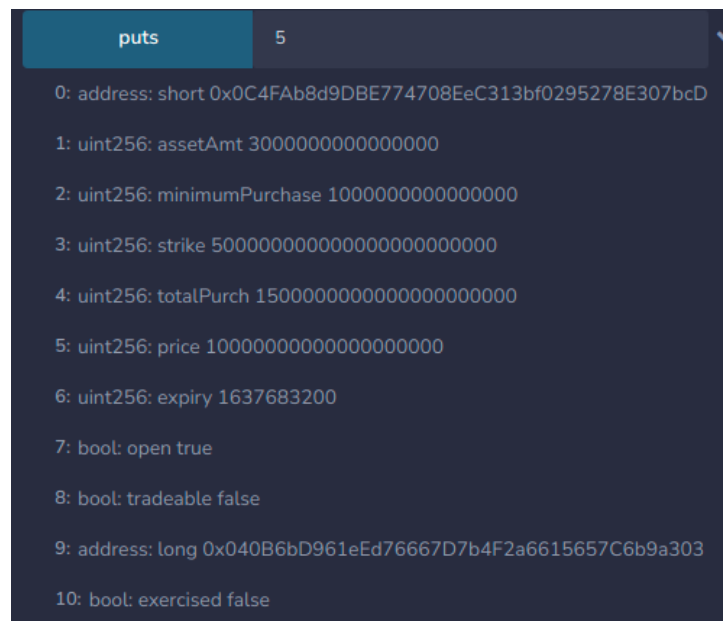 puts 5
0: address: short 0x0C4FAb8d9DBE774708EeC313bf0295278E307bcD
1: uint256: assetAmt 3000000000000000
2: uint256: minimumPurchase 1000000000000000
3: uint256: strike 5000000000000000000000
4: uint256: totalPurch 15000000000000000000
5: uint256: price 10000000000000000000
6: uint256: expiry 1637683200
7: bool: open true
8: bool: tradeable false
9: address: long 0x040B6bD961eEd76667D7b4F2a6615657C6b9a303
10: bool: exercised false